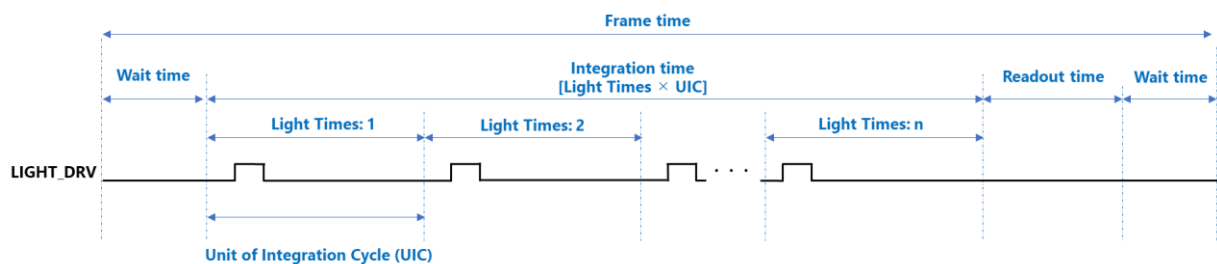 Frame time
Wait time
Integration time
[Light Times × UIC]
Readout time
Wait time
Light Times: 1
Light Times: 2
Light Times: n
LIGHT_DRV
· · ·
Unit of Integration Cycle (UIC)